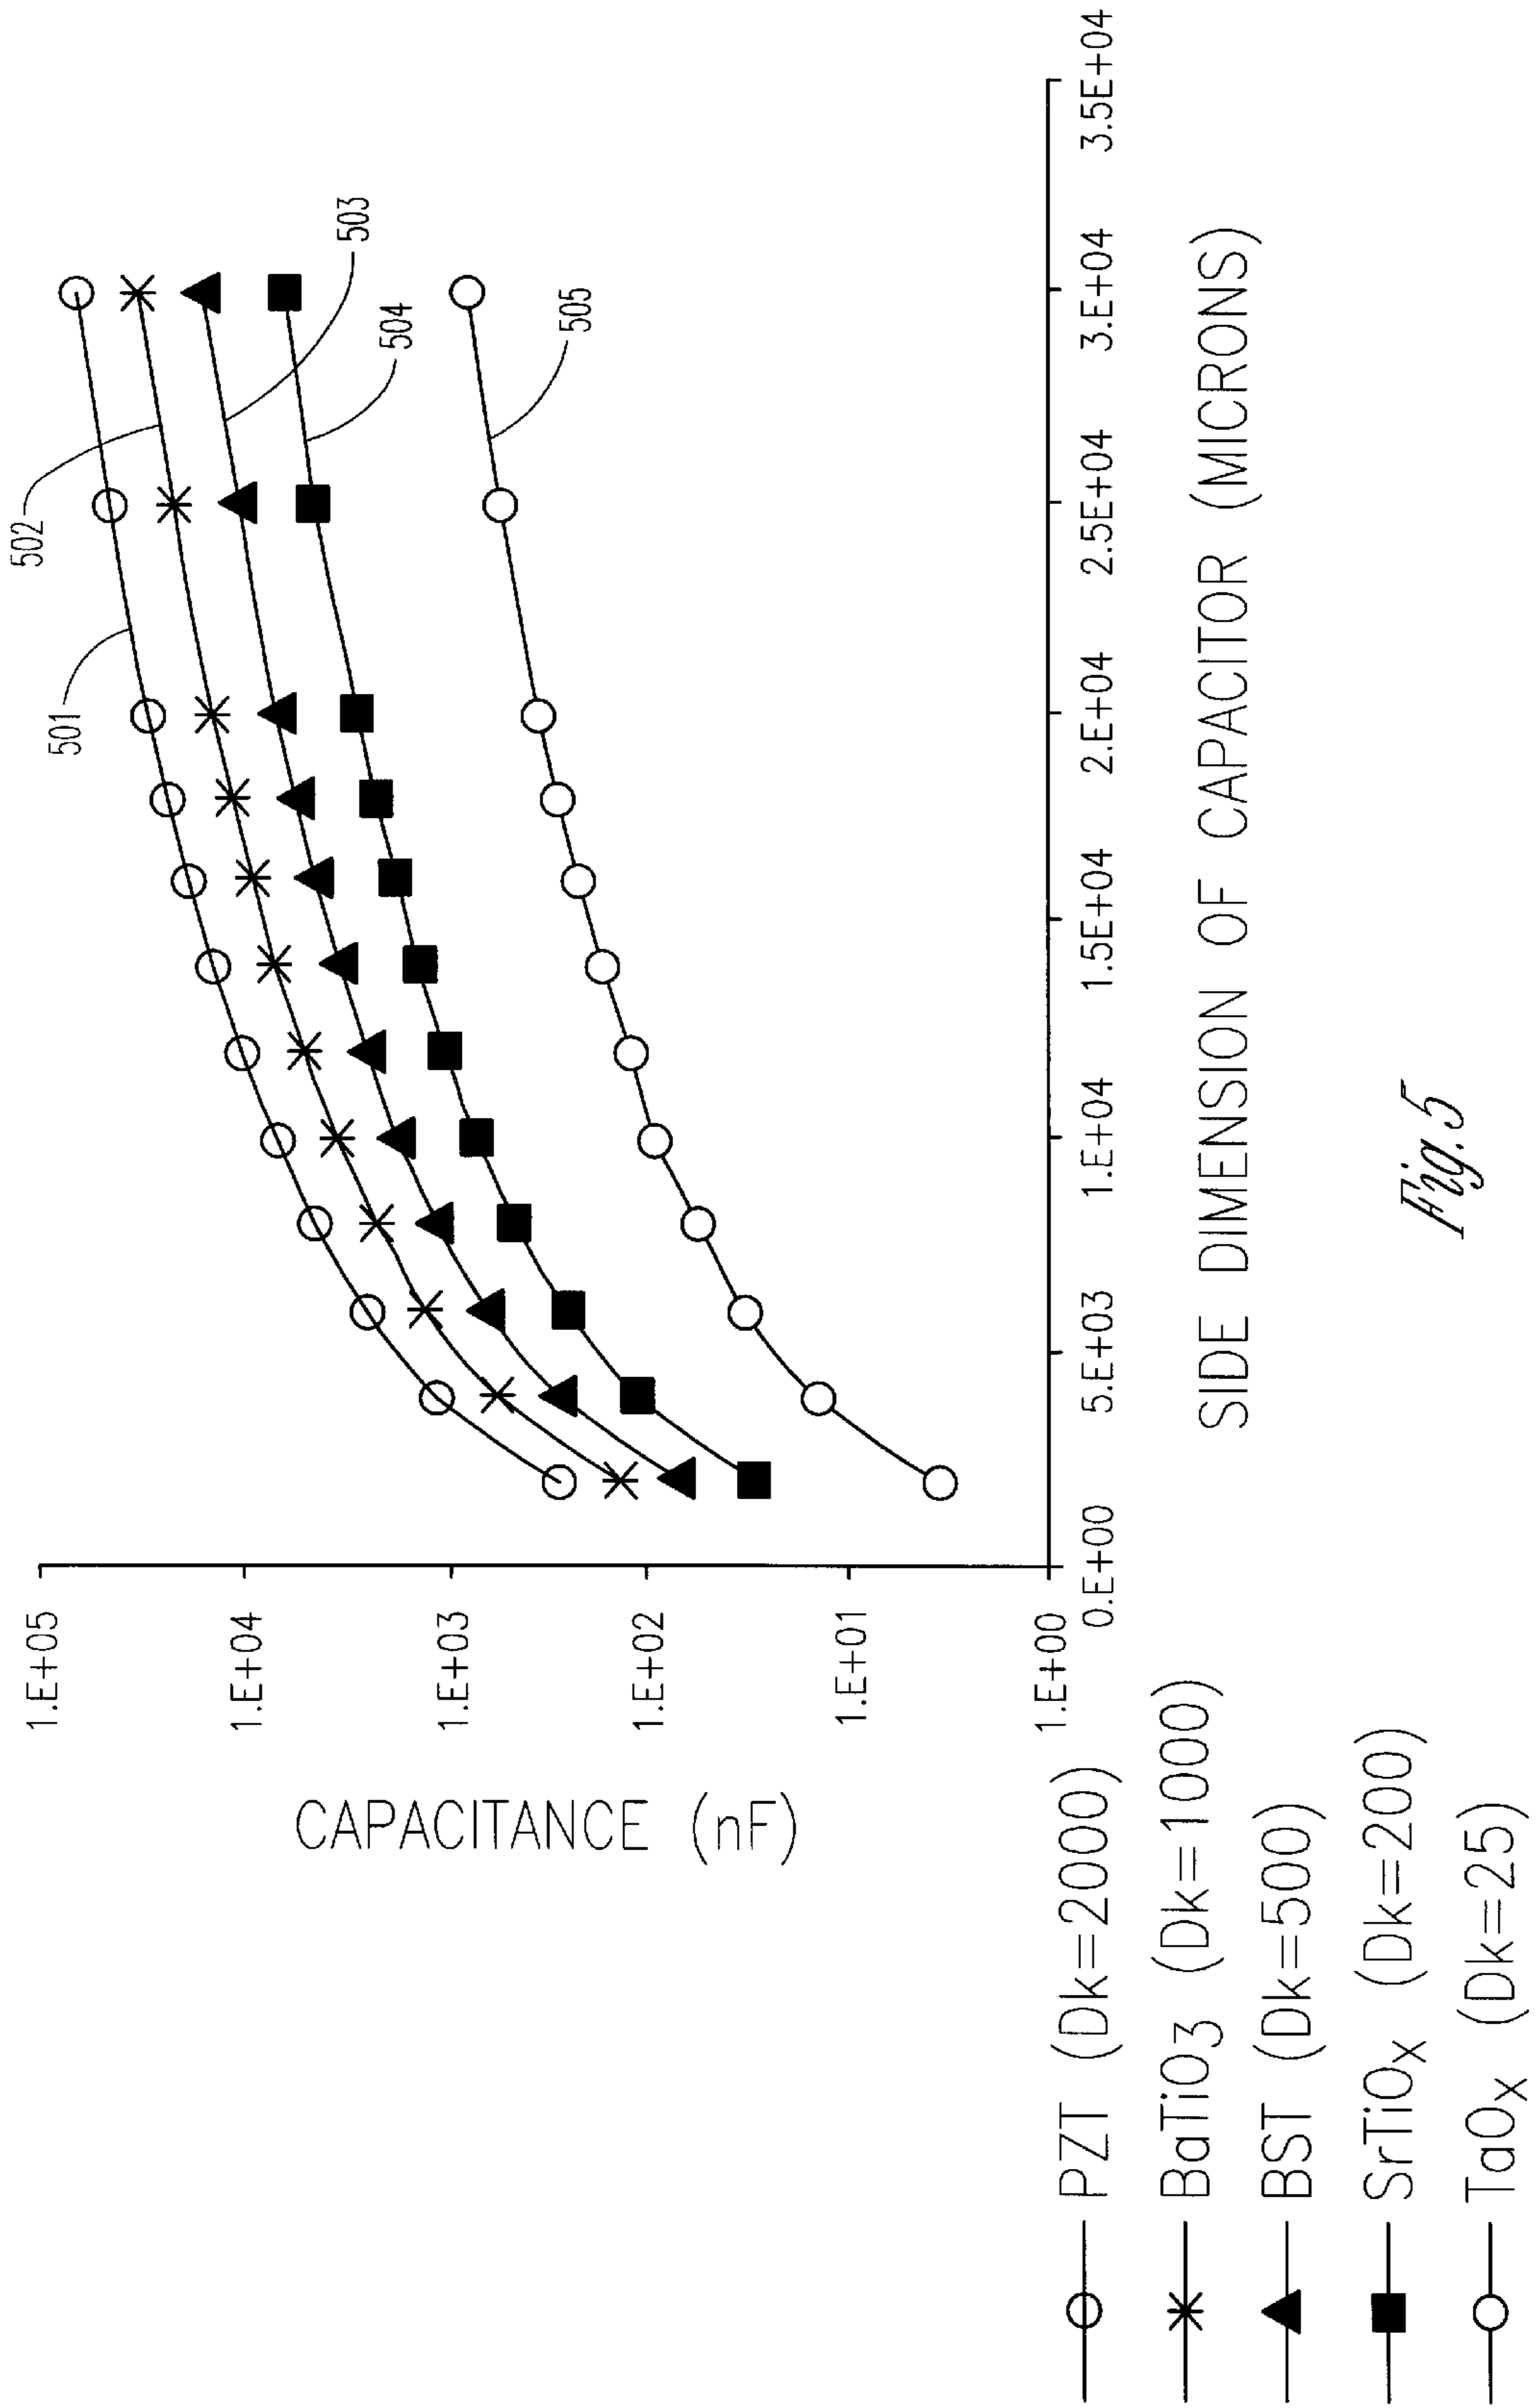 501
502
503
504
505
1.E+05
1.E+04
1.E+03
1.E+02
1.E+01
1.E+00
CAPACITANCE (nF)
0.E+00
5.E+03
1.E+04
1.5E+04
2.E+04
2.5E+04
3.E+04
3.5E+04
SIDE DIMENSION OF CAPACITOR (MICRONS)
PZT (Dk=2000)
BaTiO3 (Dk=1000)
BST (Dk=500)
SrTiOX (Dk=200)
TaOX (Dk=25)
Fig. 5